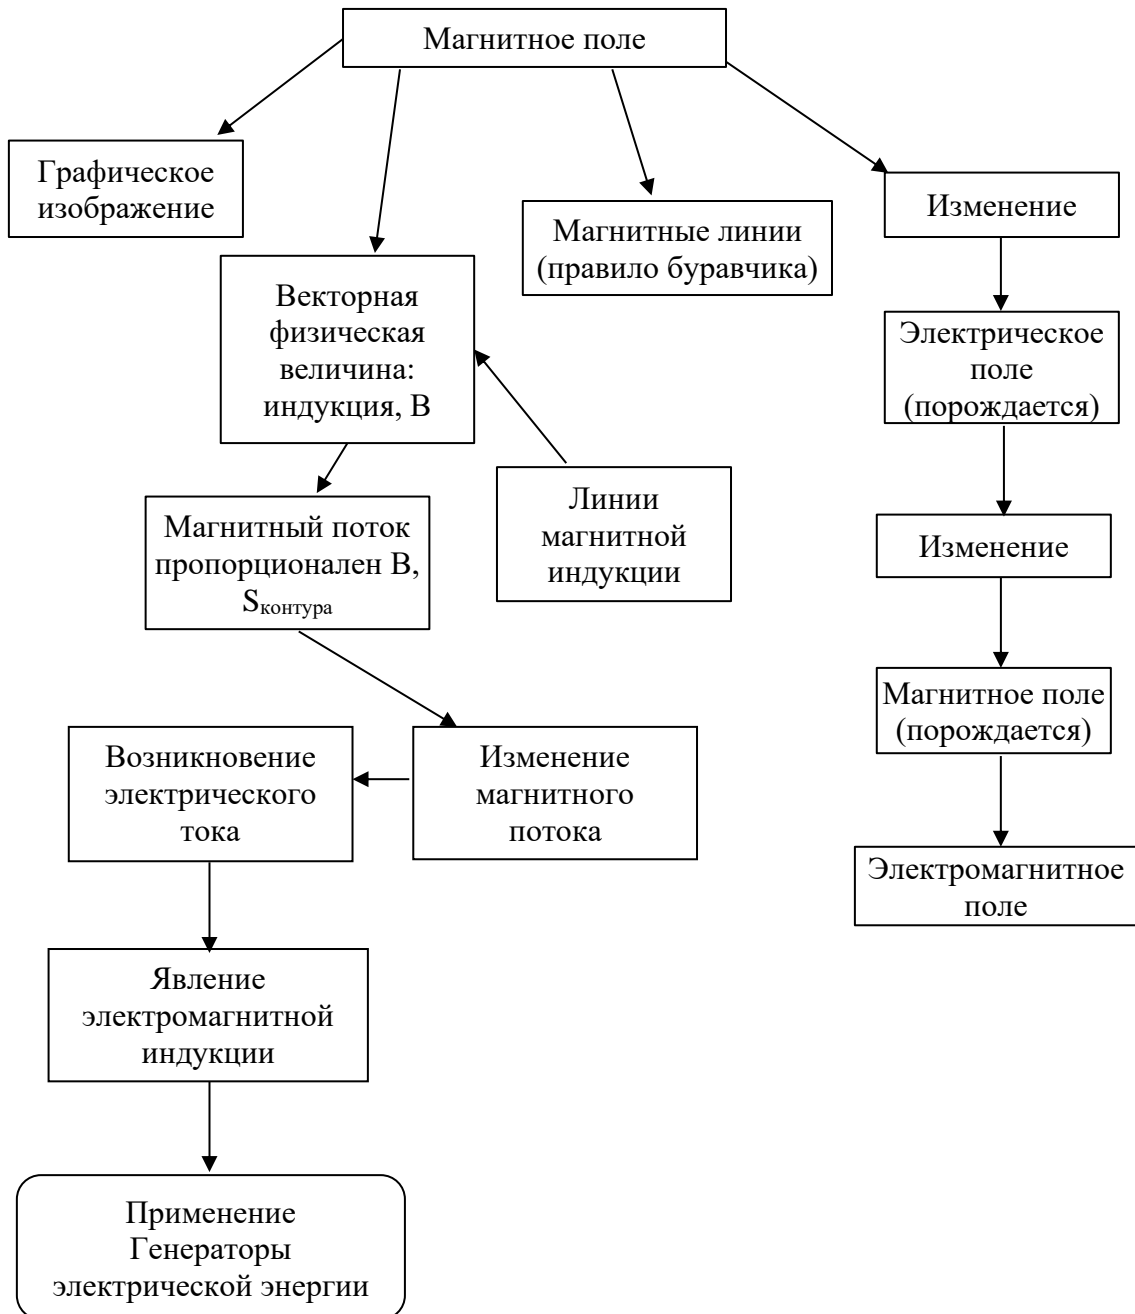 Магнитное поле
Графическое
изображение
Векторная
физическая
величина:
индукция, В
Магнитные линии
(правило буравчика)
Изменение
Электрическое
поле
(порождается)
Линии
магнитной
индукции
Магнитный поток
пропорционален В,
Sконтура
Изменение
Магнитное поле
(порождается)
Возникновение
электрического
тока
Изменение
магнитного
потока
Электромагнитное
поле
Явление
электромагнитной
индукции
Применение
Генераторы
электрической энергии